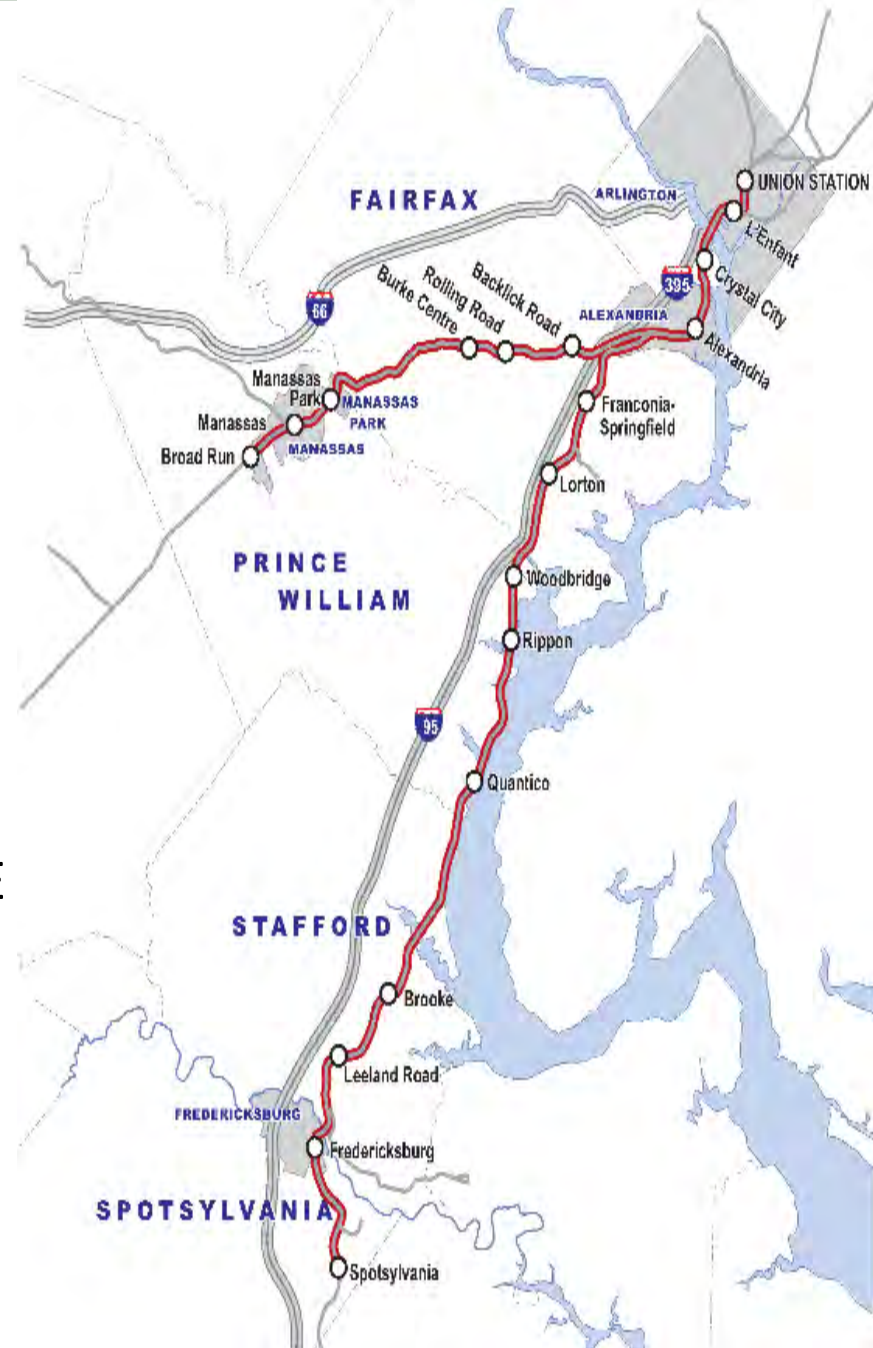 UNION STATION
FAIRFAX
ARLINGTON
L'Enfant
Crystal City
395
66
Backlick Road
Rolling Road
Burke Centre
ALEXANDRIA
Alexandria
Manassas
Park
MANASSAS
PARK
Franconia-
Springfield
Manassas
MANASSAS
Broad Run
Lorton
PRINCE
WILLIAM
Woodbridge
Rippon
95
Quantico
STAFFORD
Brooke
Leeland Road
FREDERICKSBURG
Fredericksburg
SPOTSYLVANIA
Spotsylvania